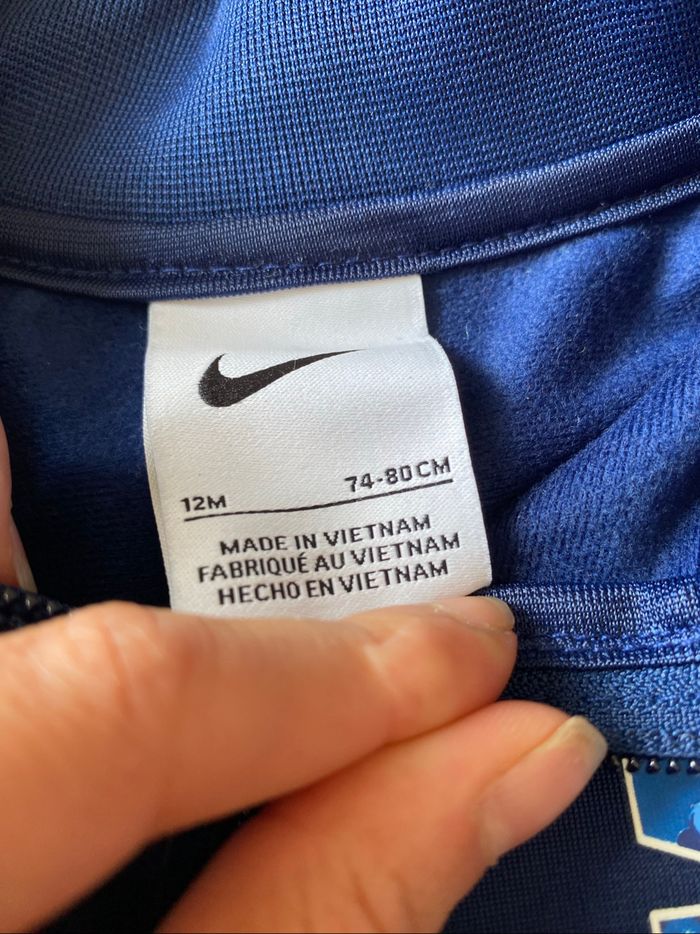 12M 74-80 CM
MADE IN VIETNAM
FABRIQUÉ AU VIETNAM
HECHO EN VIETNAM